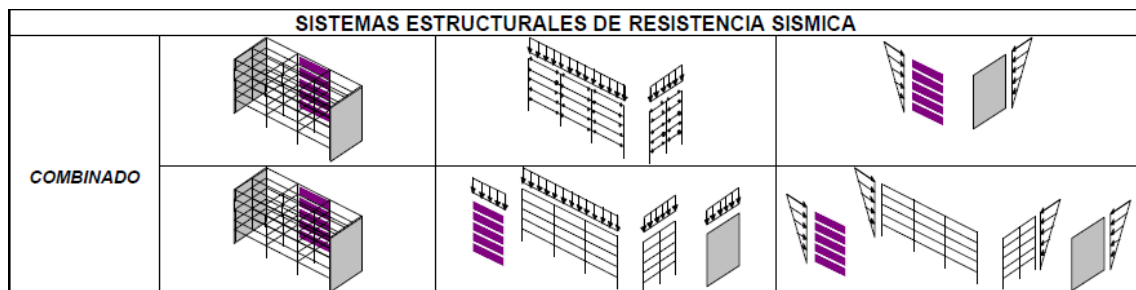 SISTEMAS ESTRUCTURALES DE RESISTENCIA SISMICA
COMBINADO